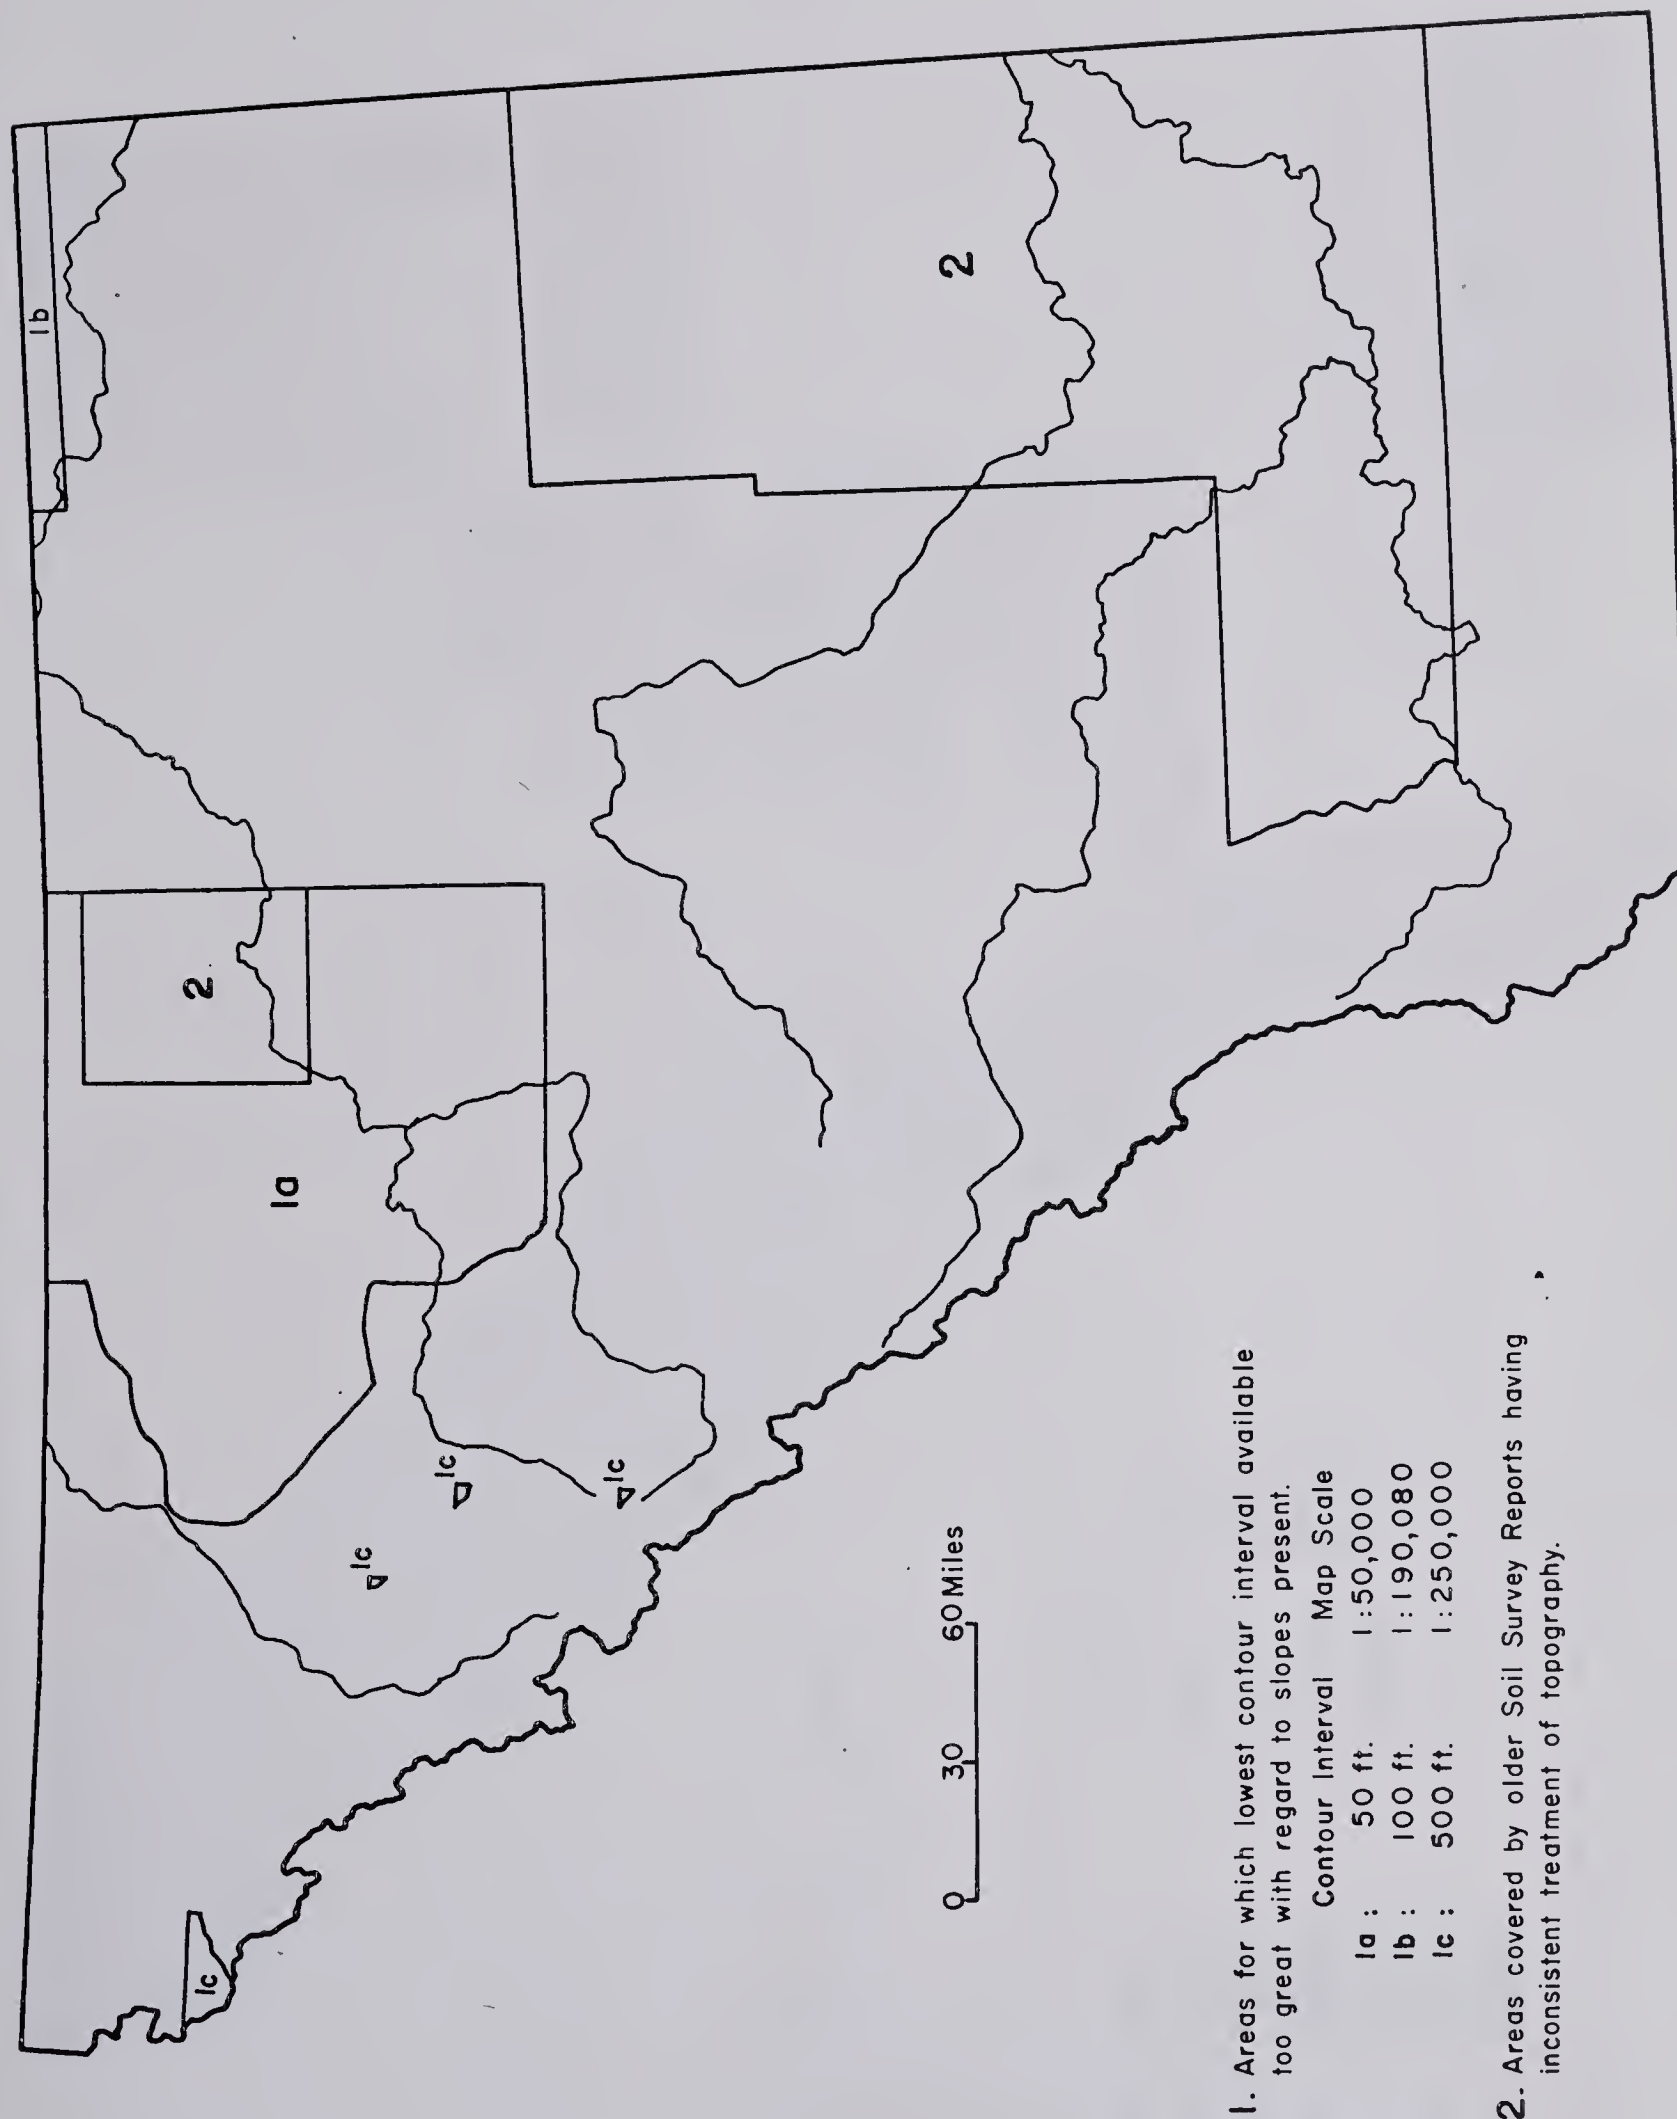 1b
2
2
1a
1c
1c
1c
1c
0 30 60 Miles
1. Areas for which lowest contour interval available
too great with regard to slopes present.
Contour Interval Map Scale
1a : 50 ft. 1:50,000
1b : 100 ft. 1:190,080
1c : 500 ft. 1:250,000
2. Areas covered by older Soil Survey Reports having
inconsistent treatment of topography.